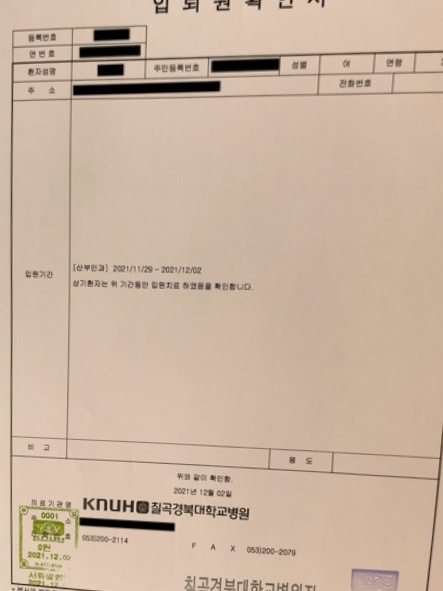 입 퇴 원 확 인 서
등록번호
연 번 호
환자성명 주민등록번호 성별 여 연령
주 소 전화번호
입원기간
[산부인과] 2021/11/29 - 2021/12/02
상기환자는 위 기간동안 입원치료 하였음을 확인합니다.
비 고 용 도
위와 같이 확인함.
2021년 12월 02일
의료기관명 KNUH 칠곡경북대학교병원
주 소
호 053)200-2114 F A X 053)200-2079
0001
0원
2021.12.02
칠곡경북대학교병원장